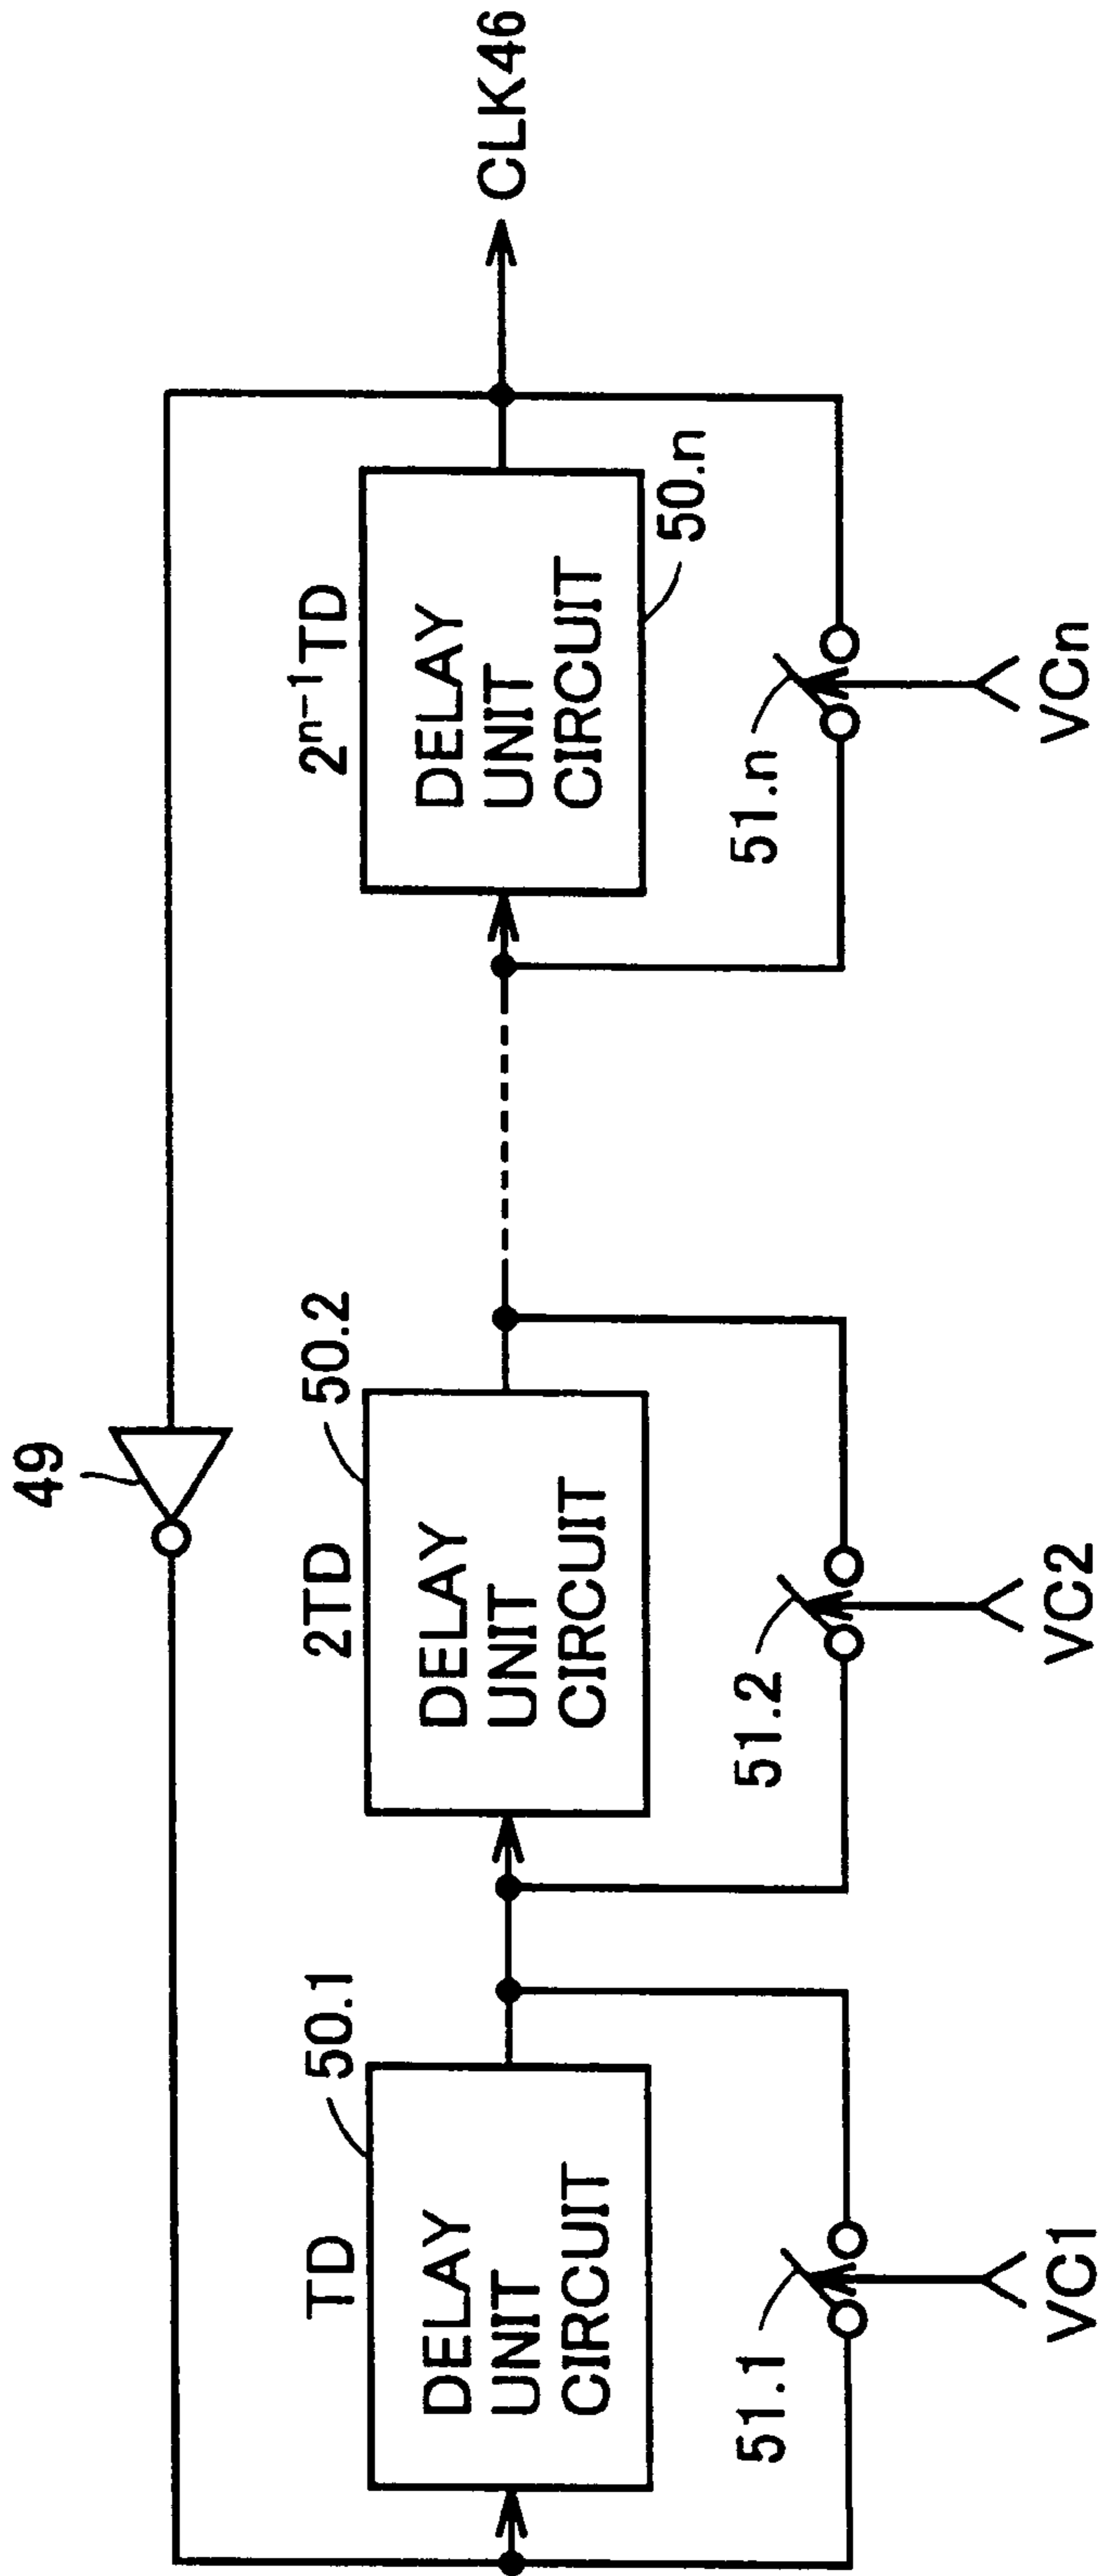 49
TD
50.1
DELAY
UNIT
CIRCUIT
51.1
VC1
2TD
50.2
DELAY
UNIT
CIRCUIT
51.2
VC2
2ⁿ⁻¹TD
DELAY
UNIT
CIRCUIT
50.n
51.n
VCn
CLK46